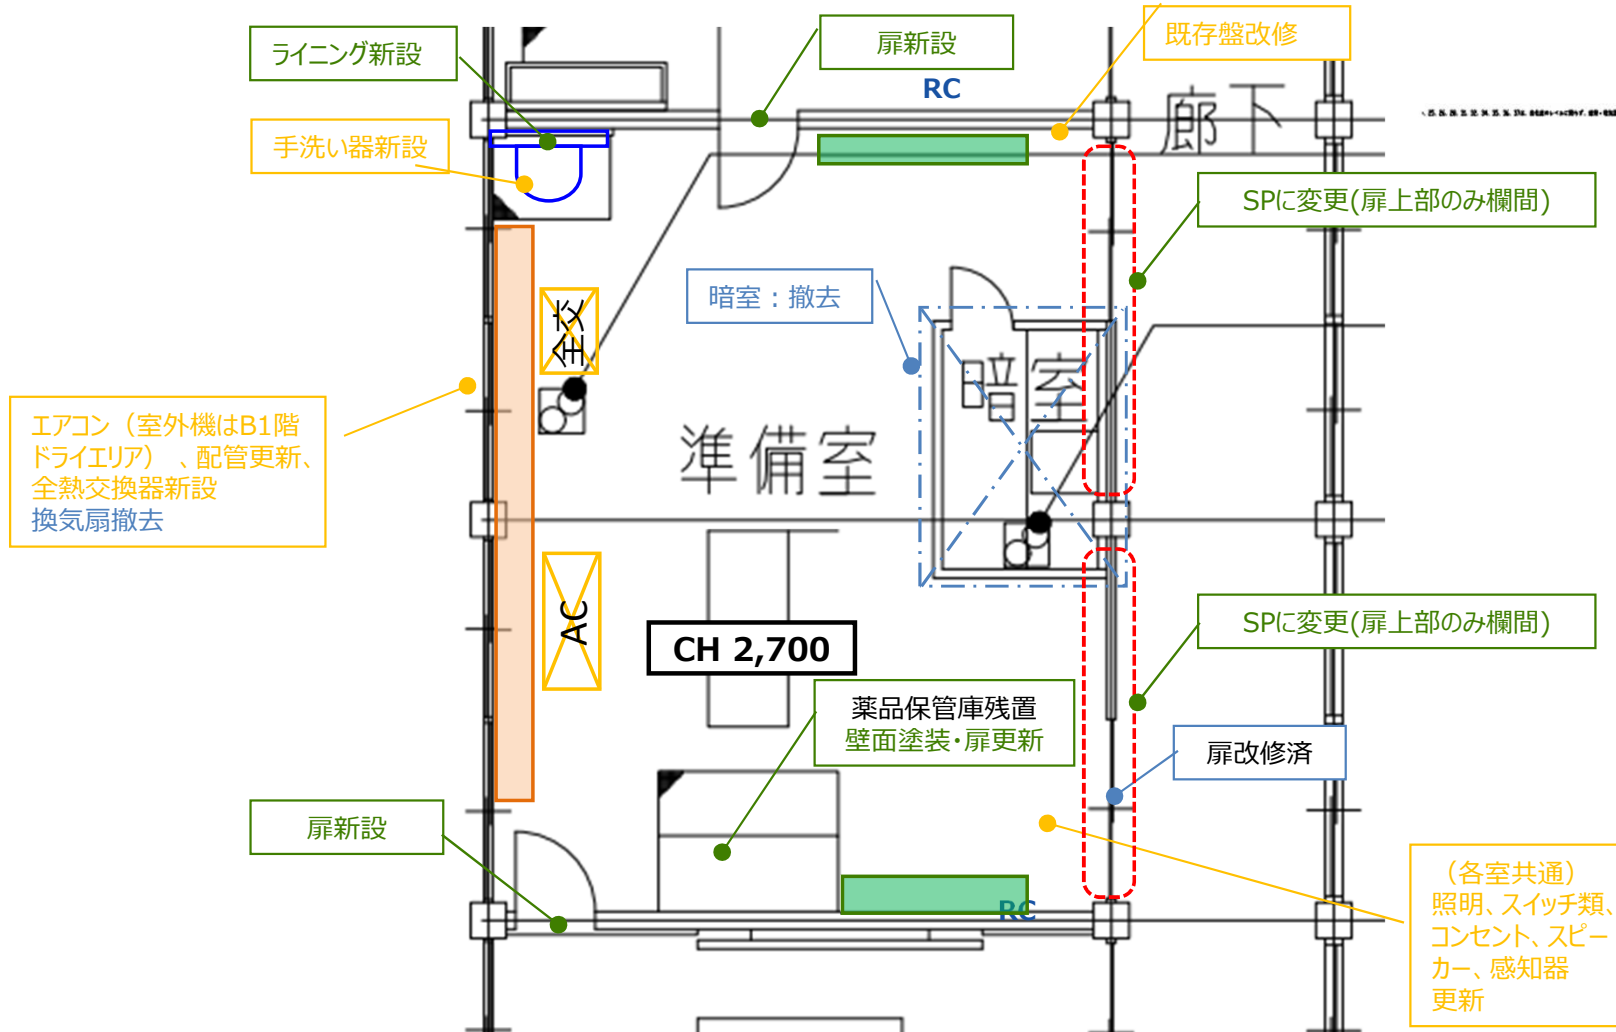 ライニング新設
扉新設
既存盤改修
RC
廊下
手洗い器新設
SPに変更(扉上部のみ欄間)
暗室：撤去
全交
暗室
エアコン（室外機はB1階
ドライエリア）、配管更新、
全熱交換器新設
換気扇撤去
準備室
AC
CH 2,700
SPに変更(扉上部のみ欄間)
薬品保管庫残置
壁面塗装・扉更新
扉改修済
扉新設
RC
（各室共通）
照明、スイッチ類、
コンセント、スピー
カー、感知器
更新